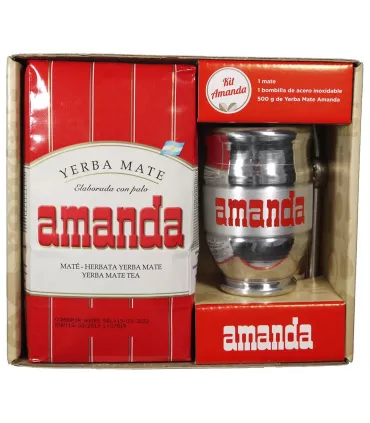 YERBA MATE
Elaborada con palo
amanda
MATÉ - HERBATA YERBA MATE
YERBA MATE TEA
Kit
Amanda
1 mate
1 bombilla de acero inoxidable
500 g de Yerba Mate Amanda
amanda
amanda